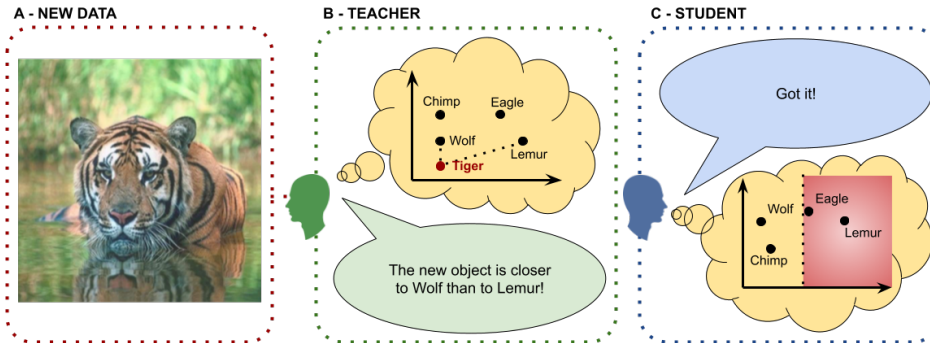 A - NEW DATA
B - TEACHER
Chimp
Eagle
Wolf
Lemur
Tiger
The new object is closer
to Wolf than to Lemur!
C - STUDENT
Got it!
Wolf
Eagle
Lemur
Chimp